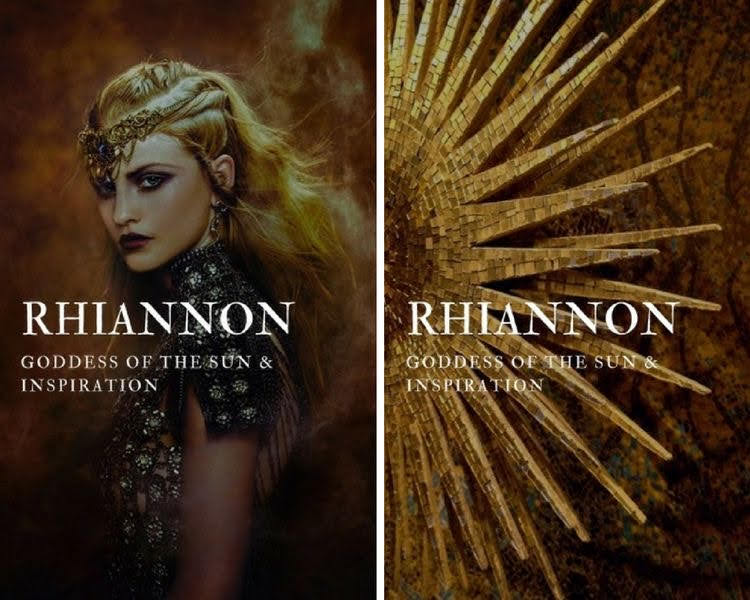 RHIANNON
GODDESS OF THE SUN &
INSPIRATION
RHIANNON
GODDESS OF THE SUN &
INSPIRATION